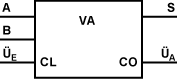 A VA S
B
ÜE CL CO ÜA